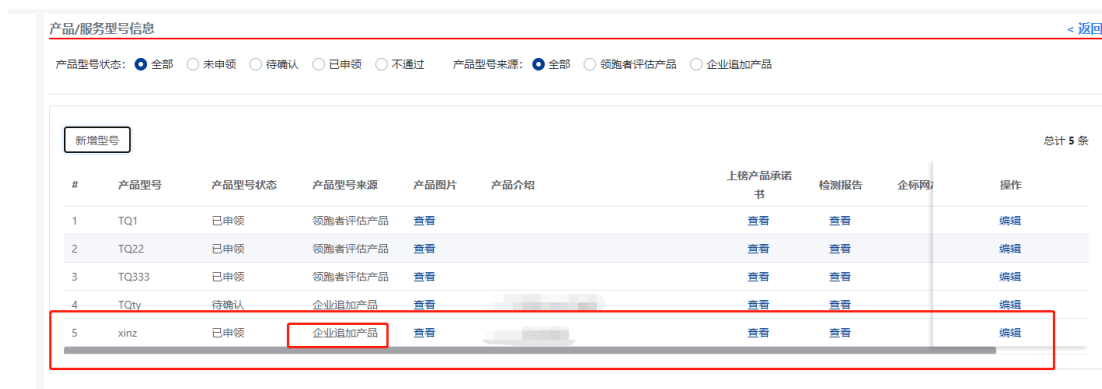 产品/服务型号信息 < 返回
产品型号状态: 全部 未申领 待确认 已申领 不通过 产品型号来源: 全部 领跑者评估产品 企业追加产品
新增型号 总计 5 条
# 产品型号 产品型号状态 产品型号来源 产品图片 产品介绍 上榜产品承诺书 检测报告 企标网 操作
1 TQ1 已申领 领跑者评估产品 查看 查看 查看 编辑
2 TQ22 已申领 领跑者评估产品 查看 查看 查看 编辑
3 TQ333 已申领 领跑者评估产品 查看 查看 查看 编辑
4 TQty 待确认 企业追加产品 查看 查看 查看 编辑
5 xinz 已申领 企业追加产品 查看 查看 查看 编辑